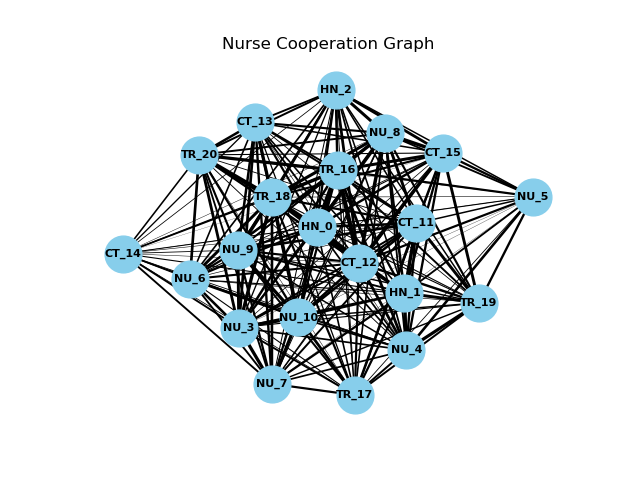 Nurse Cooperation Graph
HN_2
CT_13
NU_8
CT_15
TR_20
TR_16
TR_18
NU_5
CT_11
HN_0
NU_9
CT_14
CT_12
NU_6
HN_1
TR_19
NU_10
NU_3
NU_4
NU_7
TR_17